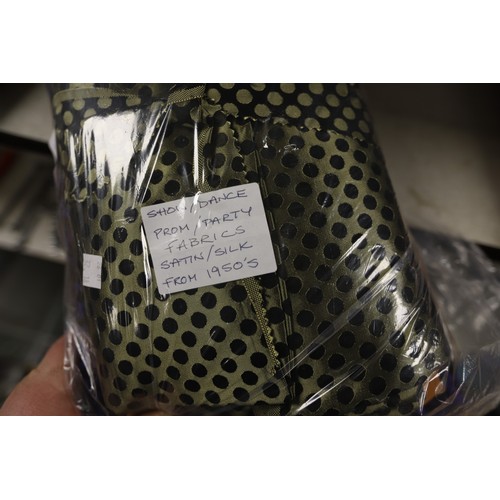 SHOW/DANCE
PROM/PARTY
FABRICS
SATIN/SILK
FROM 1950'S